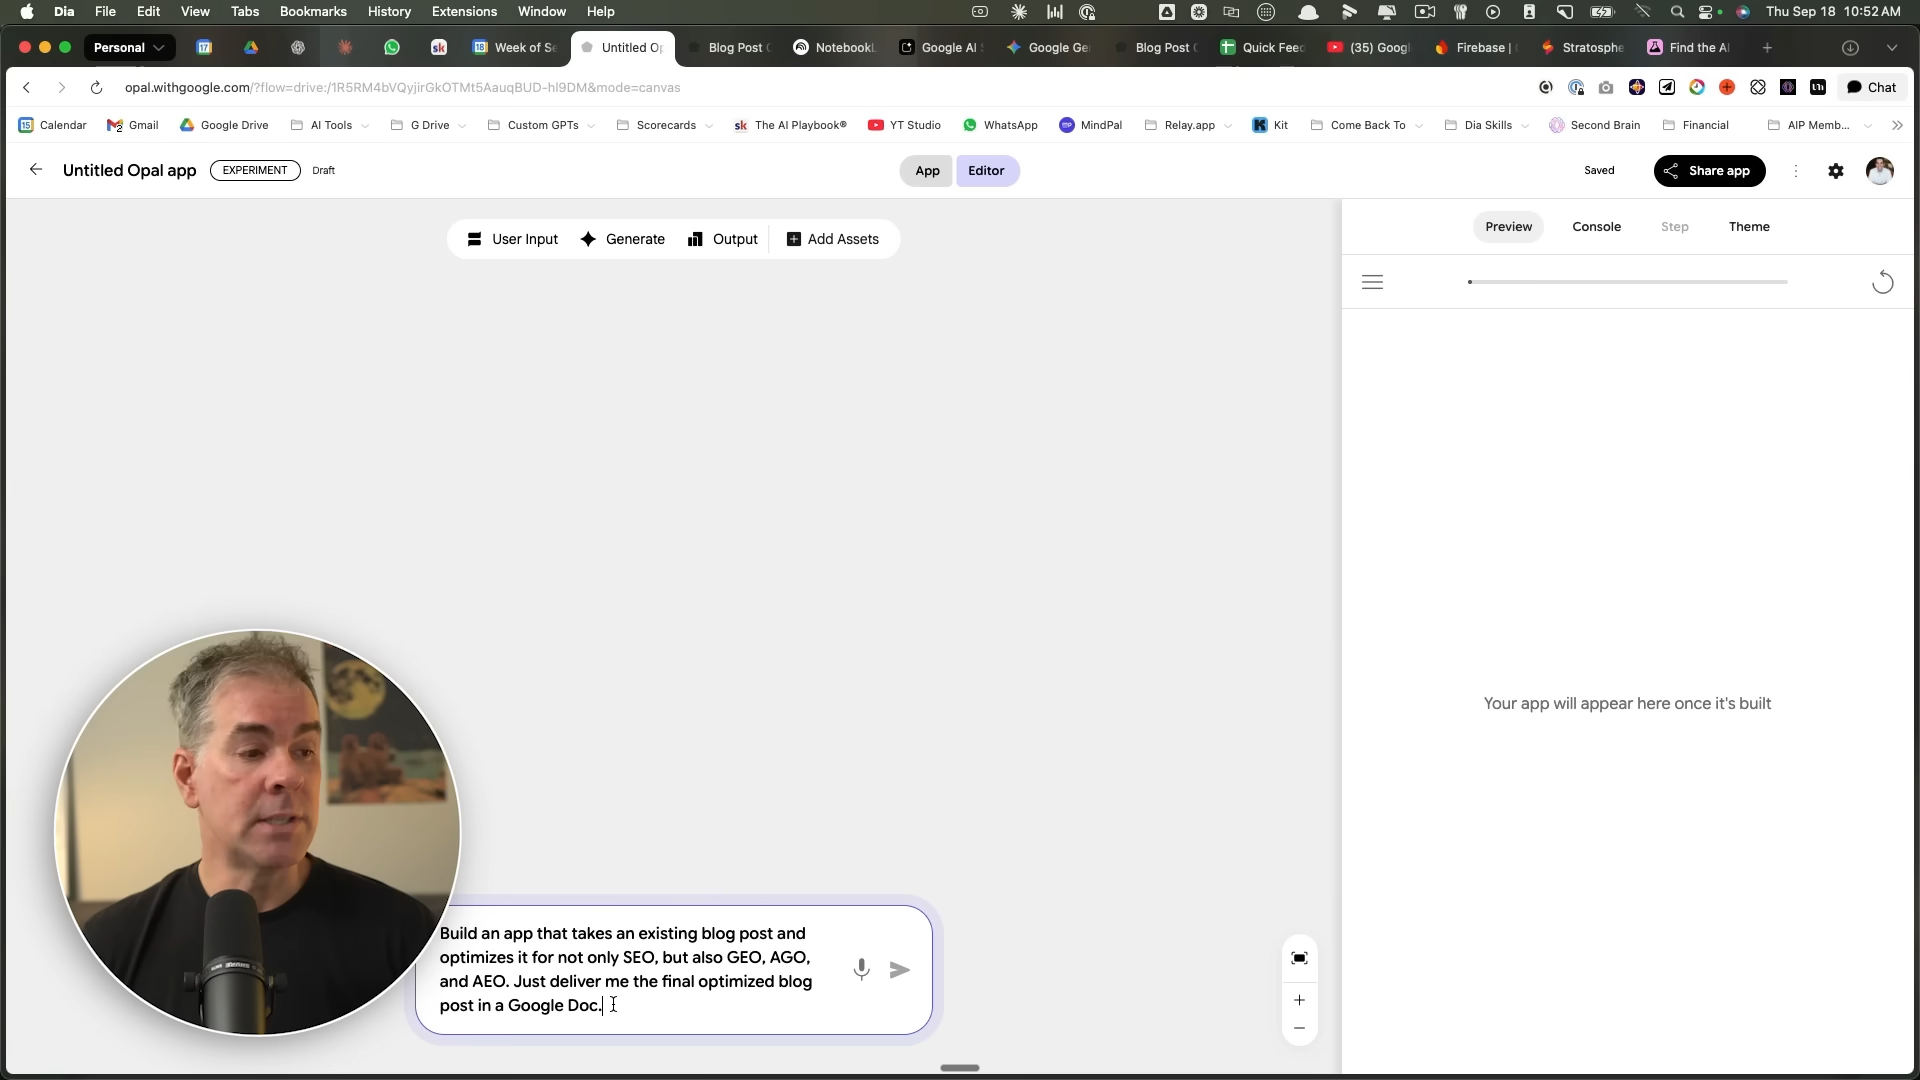 Dia File Edit View Tabs Bookmarks History Extensions Window Help Thu Sep 18 10:52 AM
Personal Week of Se Untitled Op Blog Post NotebookL Google AI Google Ge Blog Post Quick Feed (35) Googl Firebase | Stratosphe Find the AI
opal.withgoogle.com/?flow=drive:/1R5RM4bVQyjirGkOTMt5AauqBUD-hI9DM&mode=canvas Chat
Calendar Gmail Google Drive AI Tools G Drive Custom GPTs Scorecards sk The AI Playbook® YT Studio WhatsApp MindPal Relay.app Kit Come Back To Dia Skills Second Brain Financial AIP Memb...
Untitled Opal app EXPERIMENT Draft App Editor Saved Share app
User Input Generate Output Add Assets
Preview Console Step Theme
Your app will appear here once it's built
Build an app that takes an existing blog post and
optimizes it for not only SEO, but also GEO, AGO,
and AEO. Just deliver me the final optimized blog
post in a Google Doc.